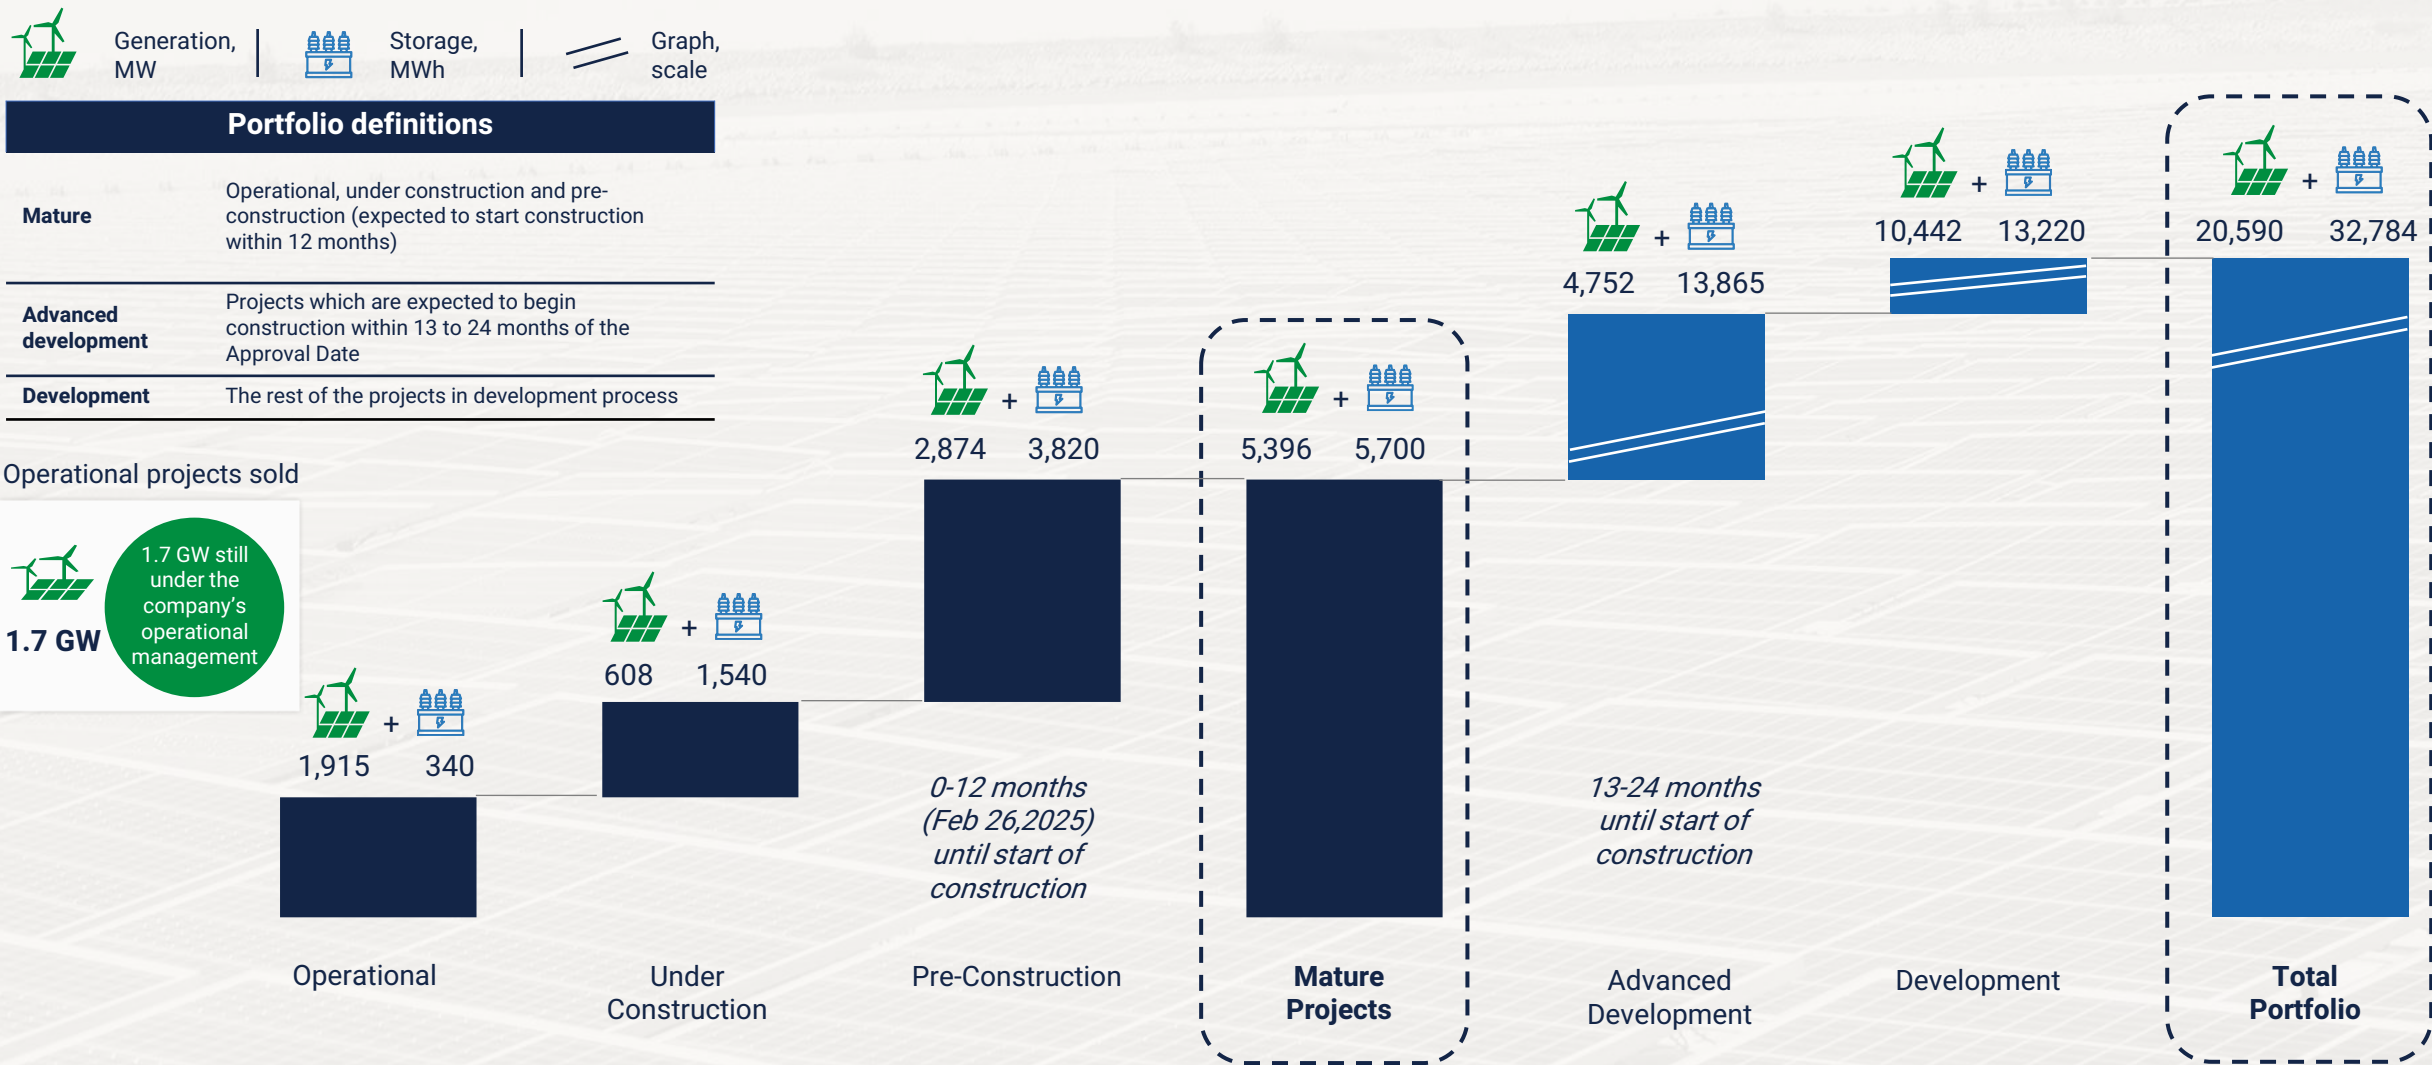 Generation,
MW
Storage,
MWh
Graph,
scale
Portfolio definitions
Mature
Operational, under construction and pre-
construction (expected to start construction
within 12 months)
Advanced
development
Projects which are expected to begin
construction within 13 to 24 months of the
Approval Date
Development
The rest of the projects in development process
Operational projects sold
1.7 GW
1.7 GW still
under the
company's
operational
management
+
1,915 340
Operational
+
608 1,540
Under
Construction
+
2,874 3,820
0-12 months
(Feb 26,2025)
until start of
construction
Pre-Construction
+
5,396 5,700
Mature
Projects
+
4,752 13,865
13-24 months
until start of
construction
Advanced
Development
+
10,442 13,220
Development
+
20,590 32,784
Total
Portfolio